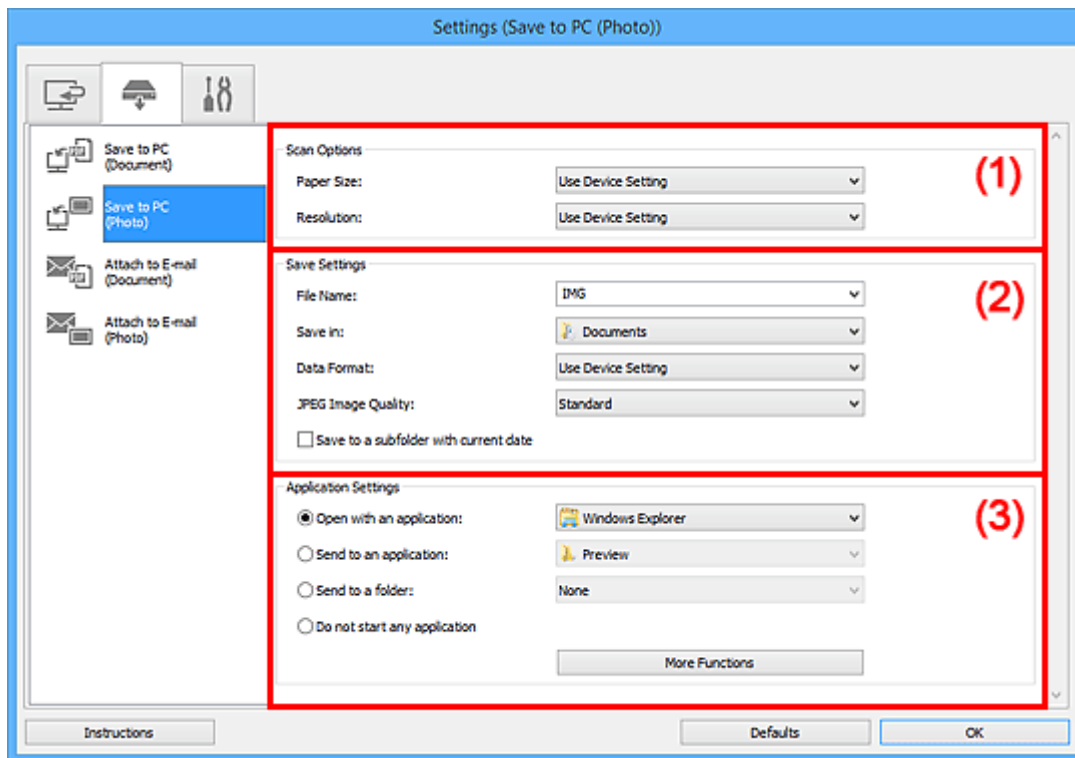 Settings (Save to PC (Photo))
Save to PC
(Document)
Save to PC
(Photo)
Attach to E-mail
(Document)
Attach to E-mail
(Photo)
Scan Options
(1)
Paper Size: Use Device Setting
Resolution: Use Device Setting
Save Settings
(2)
File Name: IMG
Save in: Documents
Data Format: Use Device Setting
JPEG Image Quality: Standard
Save to a subfolder with current date
Application Settings
(3)
Open with an application: Windows Explorer
Send to an application: Preview
Send to a folder: None
Do not start any application
More Functions
Instructions Defaults OK